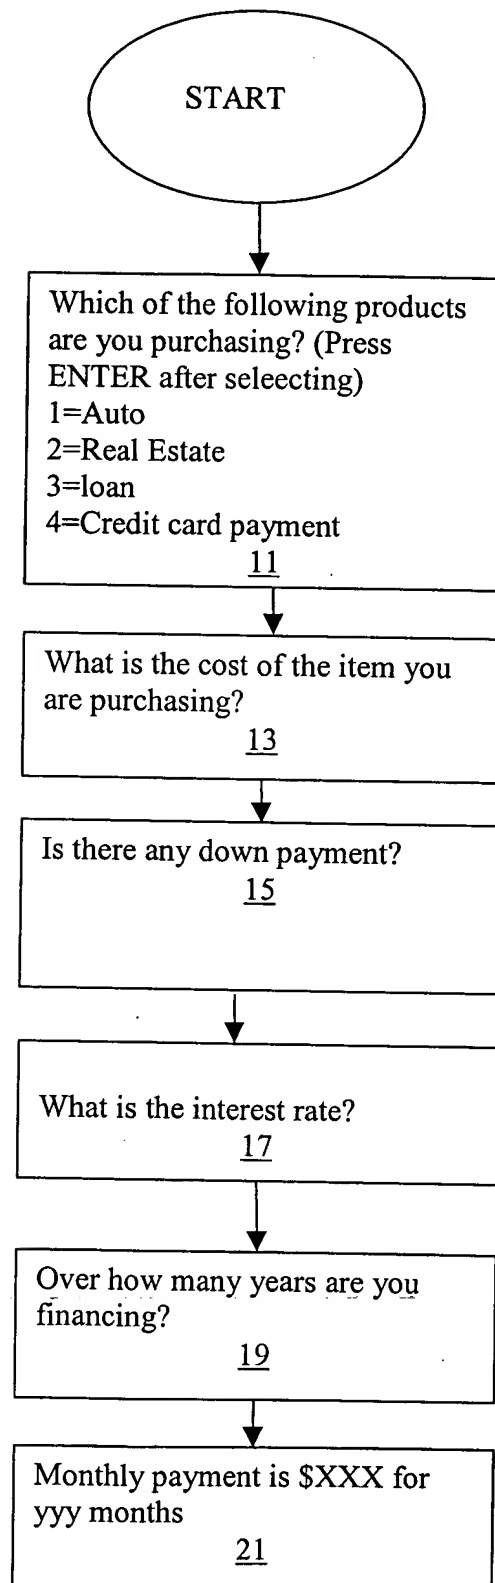 START
Which of the following products
are you purchasing? (Press
ENTER after seleecting)
1=Auto
2=Real Estate
3=loan
4=Credit card payment
11
What is the cost of the item you
are purchasing?
13
Is there any down payment?
15
What is the interest rate?
17
Over how many years are you
financing?
19
Monthly payment is $XXX for
yyy months
21